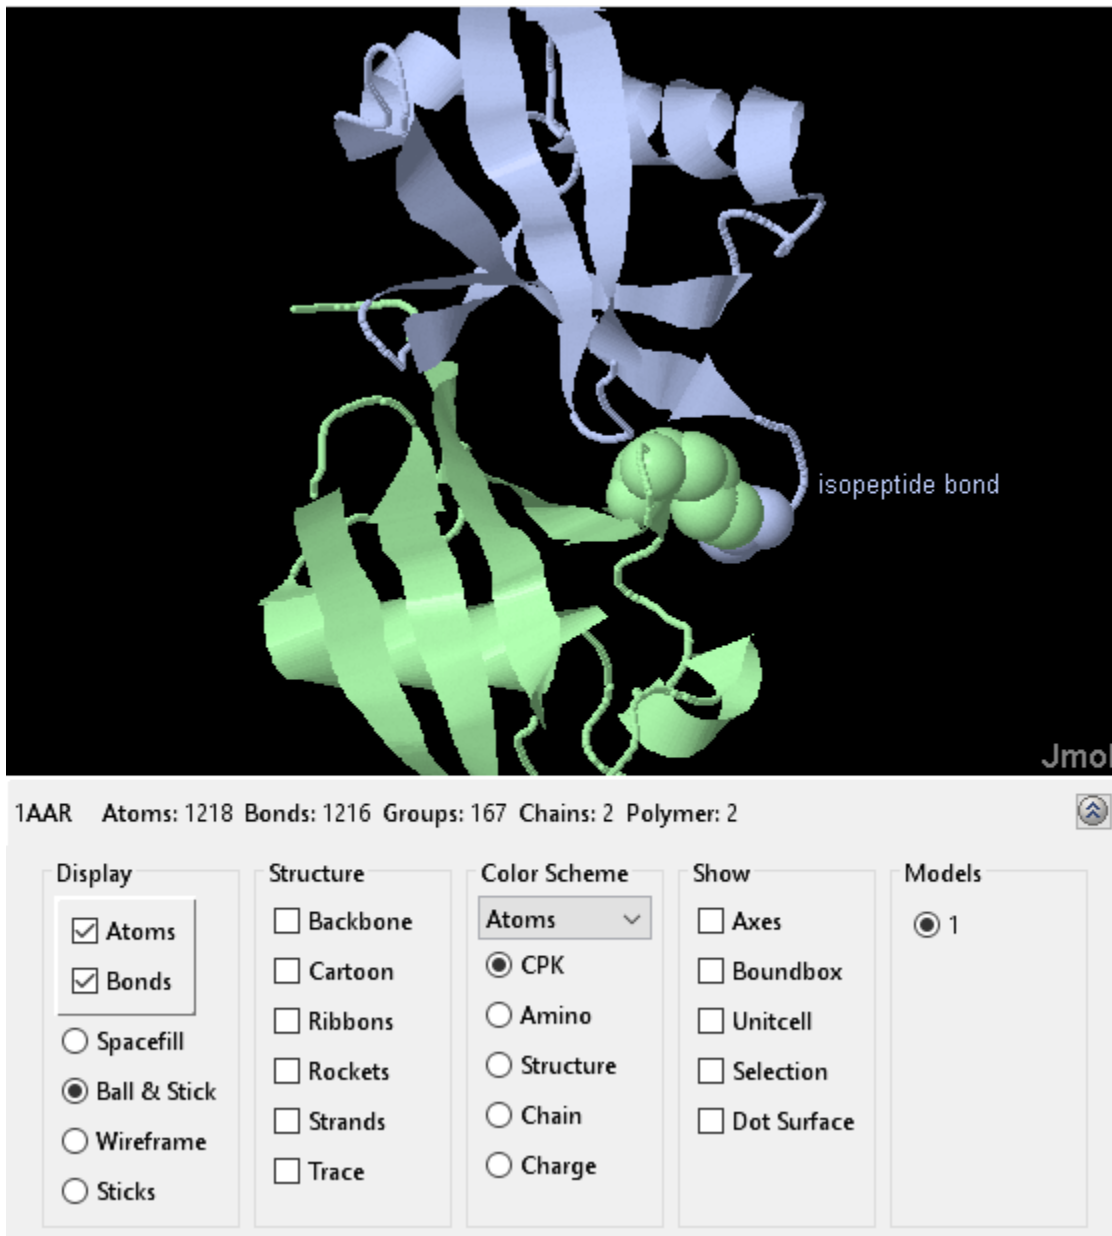 isopeptide bond
Jmol
1AAR Atoms: 1218 Bonds: 1216 Groups: 167 Chains: 2 Polymer: 2
Display
Atoms
Bonds
Spacefill
Ball & Stick
Wireframe
Sticks
Structure
Backbone
Cartoon
Ribbons
Rockets
Strands
Trace
Color Scheme
Atoms
CPK
Amino
Structure
Chain
Charge
Show
Axes
Boundbox
Unitcell
Selection
Dot Surface
Models
1